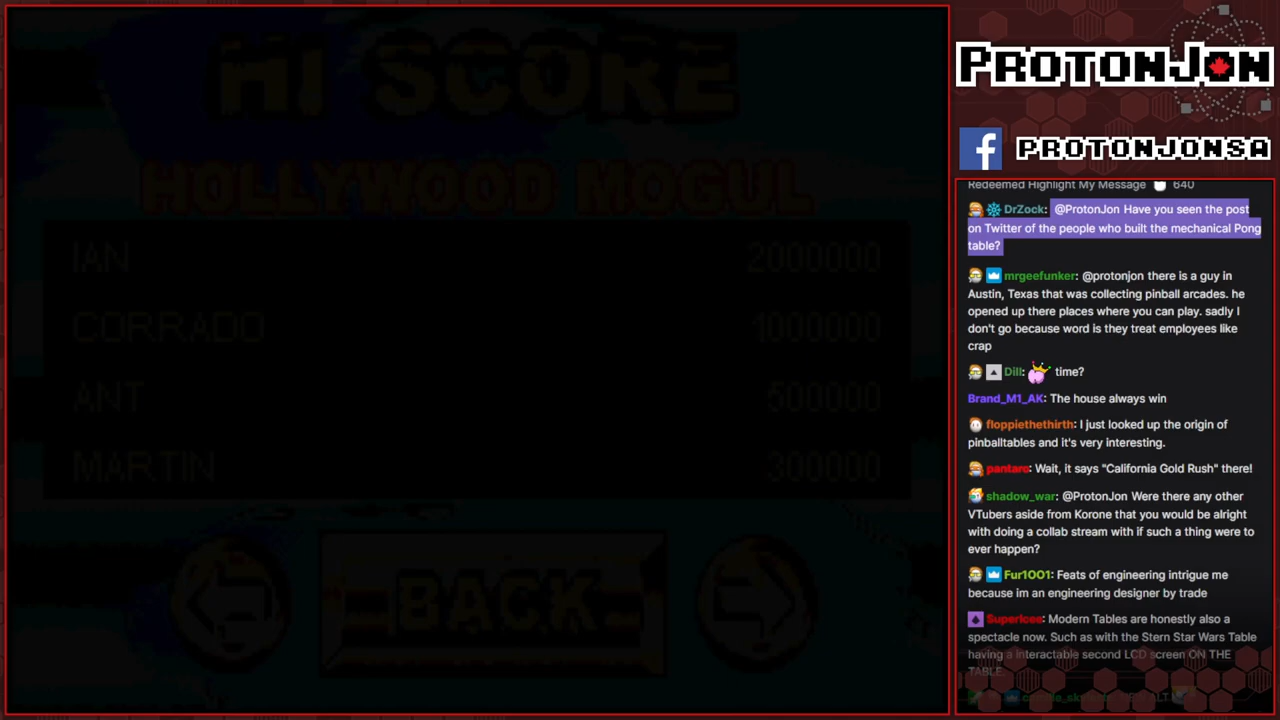 HI SCORE
HOLLYWOOD MOGUL
IAN 2000000
CORRADO 1000000
ANT 500000
MARTIN 300000
BACK
PROTONJON
PROTONJONSA
Redeemed Highlight My Message 640
DrZock: @ProtonJon Have you seen the post
on Twitter of the people who built the mechanical Pong
table?
mrgeefunker: @protonjon there is a guy in
Austin, Texas that was collecting pinball arcades. he
opened up there places where you can play. sadly I
don't go because word is they treat employees like
crap
Dill: time?
Brand_M1_AK: The house always win
floppiethethirth: I just looked up the origin of
pinballtables and it's very interesting.
pantaro: Wait, it says "California Gold Rush" there!
shadow_war: @ProtonJon Were there any other
VTubers aside from Korone that you would be alright
with doing a collab stream with if such a thing were to
ever happen?
Fur1001: Feats of engineering intrigue me
because im an engineering designer by trade
SuperIcee: Modern Tables are honestly also a
spectacle now. Such as with the Stern Star Wars Table
having a interactable second LCD screen ON THE
TABLE.